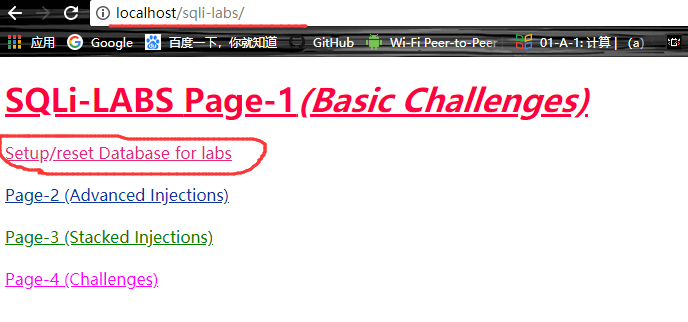 localhost/sqli-labs/
应用 Google 百度一下，你就知道 GitHub Wi-Fi Peer-to-Peer 01-A-1: 计算 | （a）
SQLi-LABS Page-1(Basic Challenges)
Setup/reset Database for labs
Page-2 (Advanced Injections)
Page-3 (Stacked Injections)
Page-4 (Challenges)